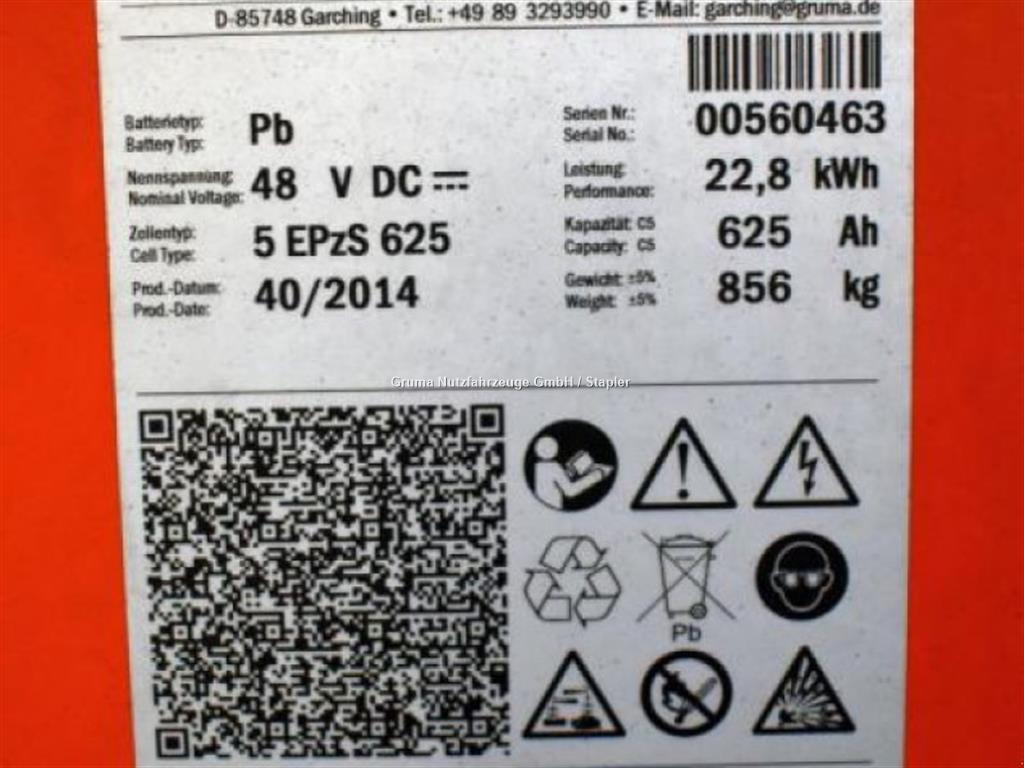 D-85748 Garching • Tel.: +49 89 3293990 • E-Mail: garching@gruma.de
Batterietyp:
Battery Typ:
Pb
Serien Nr.:
Serial No.:
00560463
Nennspannung:
Nominal Voltage:
48 V DC
Leistung:
Performance:
22,8 kWh
Zellentyp:
Cell Type:
5 EPzS 625
Kapazität: C5
Capacity: C5
625 Ah
Prod.-Datum:
Prod.-Date:
40/2014
Gewicht: ±5%
Weight: ±5%
856 kg
Gruma Nutzfahrzeuge GmbH / Stapler
Pb